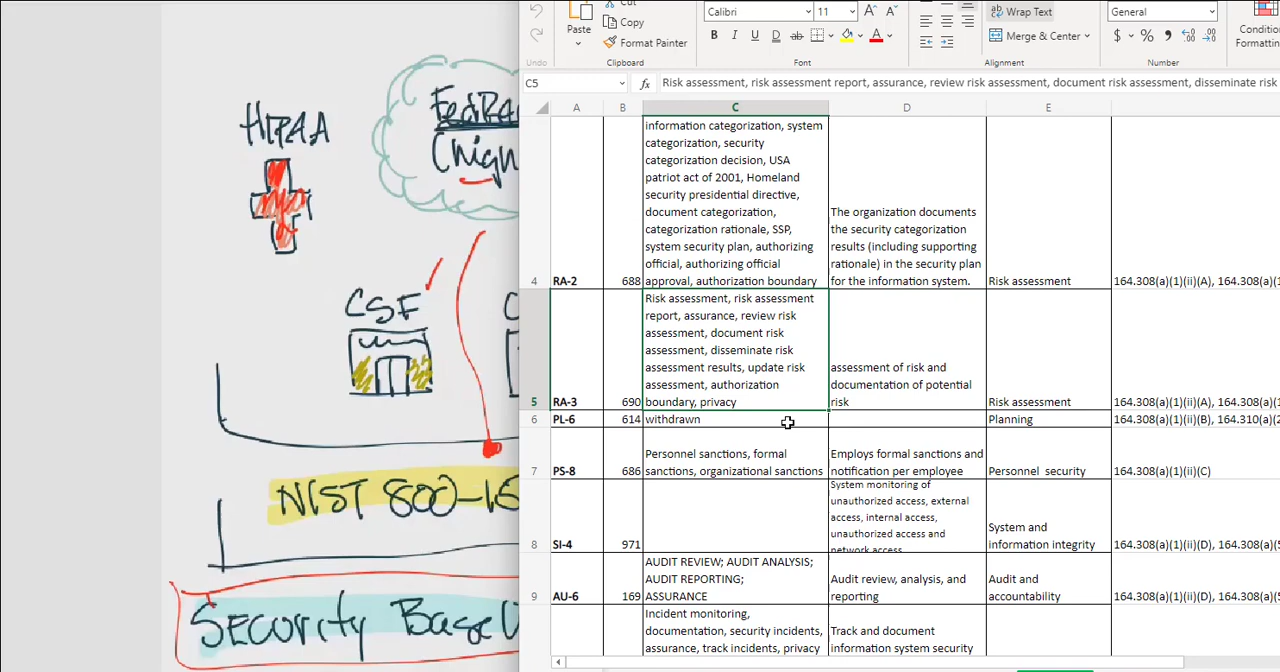 HIPAA
FedRA
(high
CSF
NIST 800-
Security Base
Cut
Copy
Paste
Format Painter
Undo
Clipboard
Calibri
11
B I U D ab
Font
ab Wrap Text
Merge & Center
Alignment
General
$ % ,
Number
Conditio
Formatting
C5
fx
Risk assessment, risk assessment report, assurance, review risk assessment, document risk assessment, disseminate risk
A B C D E
4
RA-2
688
information categorization, system
categorization, security
categorization decision, USA
patriot act of 2001, Homeland
security presidential directive,
document categorization,
categorization rationale, SSP,
system security plan, authorizing
official, authorizing official
approval, authorization boundary
The organization documents
the security categorization
results (including supporting
rationale) in the security plan
for the information system.
Risk assessment
164.308(a)(1)(ii)(A), 164.308(a)(1
5
RA-3
690
Risk assessment, risk assessment
report, assurance, review risk
assessment, document risk
assessment, disseminate risk
assessment results, update risk
assessment, authorization
boundary, privacy
assessment of risk and
documentation of potential
risk
Risk assessment
164.308(a)(1)(ii)(A), 164.308(a)(1
6
PL-6
614
withdrawn
Planning
164.308(a)(1)(ii)(B), 164.310(a)(2
7
PS-8
686
Personnel sanctions, formal
sanctions, organizational sanctions
Employs formal sanctions and
notification per employee
Personnel security
164.308(a)(1)(ii)(C)
8
SI-4
971
System monitoring of
unauthorized access, external
access, internal access,
unauthorized access and
network access
System and
information integrity
164.308(a)(1)(ii)(D), 164.308(a)(5
9
AU-6
169
AUDIT REVIEW; AUDIT ANALYSIS;
AUDIT REPORTING;
ASSURANCE
Audit review, analysis, and
reporting
Audit and
accountability
164.308(a)(1)(ii)(D), 164.308(a)(5
Incident monitoring,
documentation, security incidents,
assurance, track incidents, privacy
Track and document
information system security